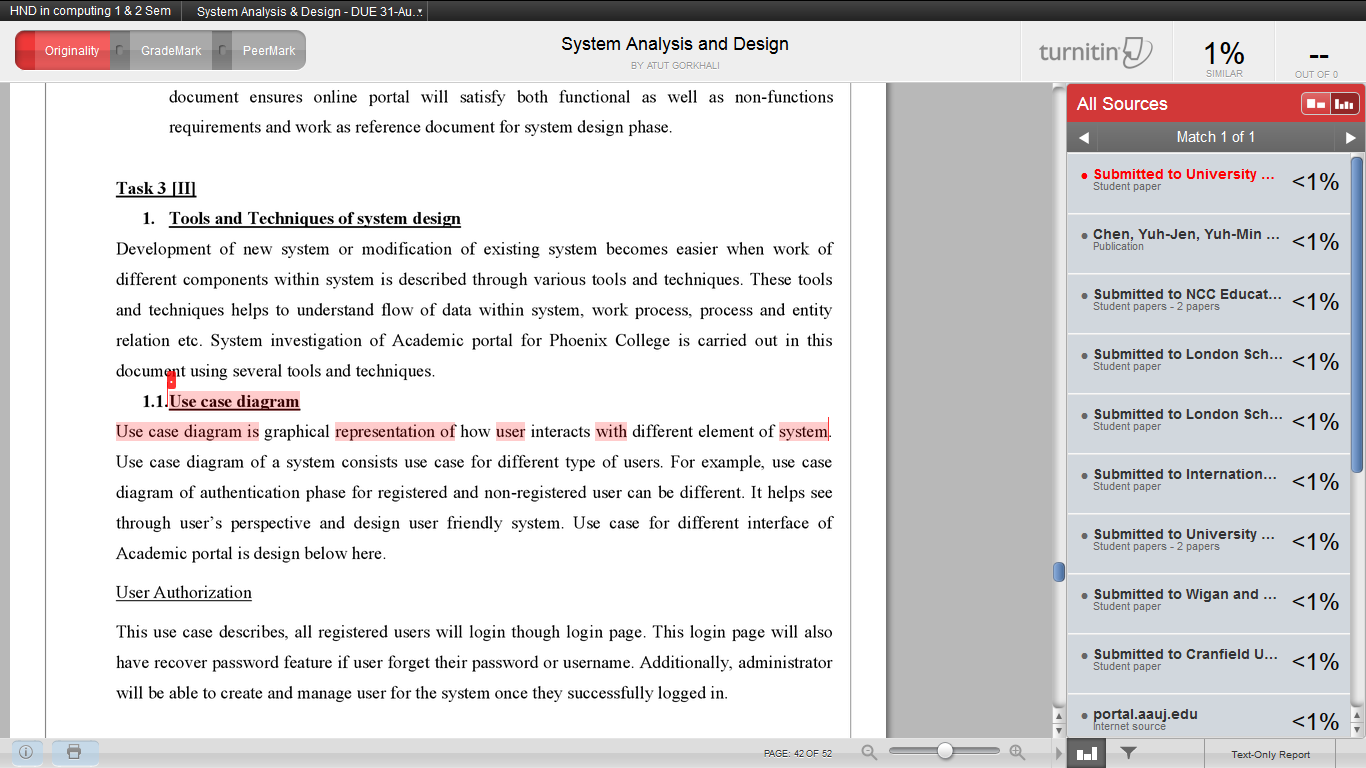 HND in computing 1 & 2 Sem
System Analysis & Design - DUE 31-Au...
Originality
GradeMark
PeerMark
System Analysis and Design
BY ATUT GORKHALI
turnitin
1%
SIMILAR
--
OUT OF 0
document ensures online portal will satisfy both functional as well as non-functions
requirements and work as reference document for system design phase.
Task 3 [II]
1. Tools and Techniques of system design
Development of new system or modification of existing system becomes easier when work of
different components within system is described through various tools and techniques. These tools
and techniques helps to understand flow of data within system, work process, process and entity
relation etc. System investigation of Academic portal for Phoenix College is carried out in this
document using several tools and techniques.
1.1.Use case diagram
Use case diagram is graphical representation of how user interacts with different element of system.
Use case diagram of a system consists use case for different type of users. For example, use case
diagram of authentication phase for registered and non-registered user can be different. It helps see
through user's perspective and design user friendly system. Use case for different interface of
Academic portal is design below here.
User Authorization
This use case describes, all registered users will login though login page. This login page will also
have recover password feature if user forget their password or username. Additionally, administrator
will be able to create and manage user for the system once they successfully logged in.
All Sources
Match 1 of 1
Submitted to University ...
Student paper
<1%
Chen, Yuh-Jen, Yuh-Min ...
Publication
<1%
Submitted to NCC Educat...
Student papers - 2 papers
<1%
Submitted to London Sch...
Student paper
<1%
Submitted to London Sch...
Student paper
<1%
Submitted to Internation...
Student paper
<1%
Submitted to University ...
Student papers - 2 papers
<1%
Submitted to Wigan and ...
Student paper
<1%
Submitted to Cranfield U...
Student paper
<1%
portal.aauj.edu
Internet source
<1%
PAGE: 42 OF 52
Text-Only Report